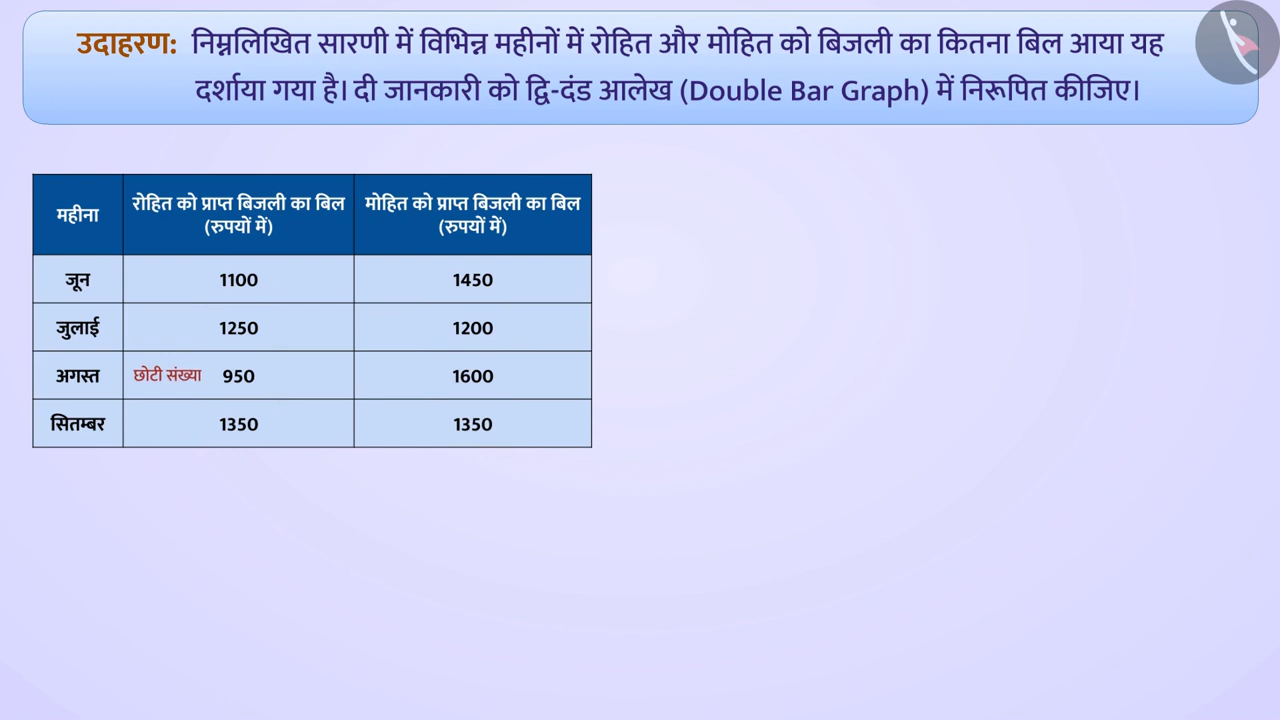 उदाहरण: निम्नलिखित सारणी में विभिन्न महीनों में रोहित और मोहित को बिजली का कितना बिल आया यह
दर्शाया गया है। दी जानकारी को द्वि-दंड आलेख (Double Bar Graph) में निरूपित कीजिए।
महीना रोहित को प्राप्त बिजली का बिल (रुपयों में) मोहित को प्राप्त बिजली का बिल (रुपयों में)
जून 1100 1450
जुलाई 1250 1200
अगस्त छोटी संख्या 950 1600
सितम्बर 1350 1350